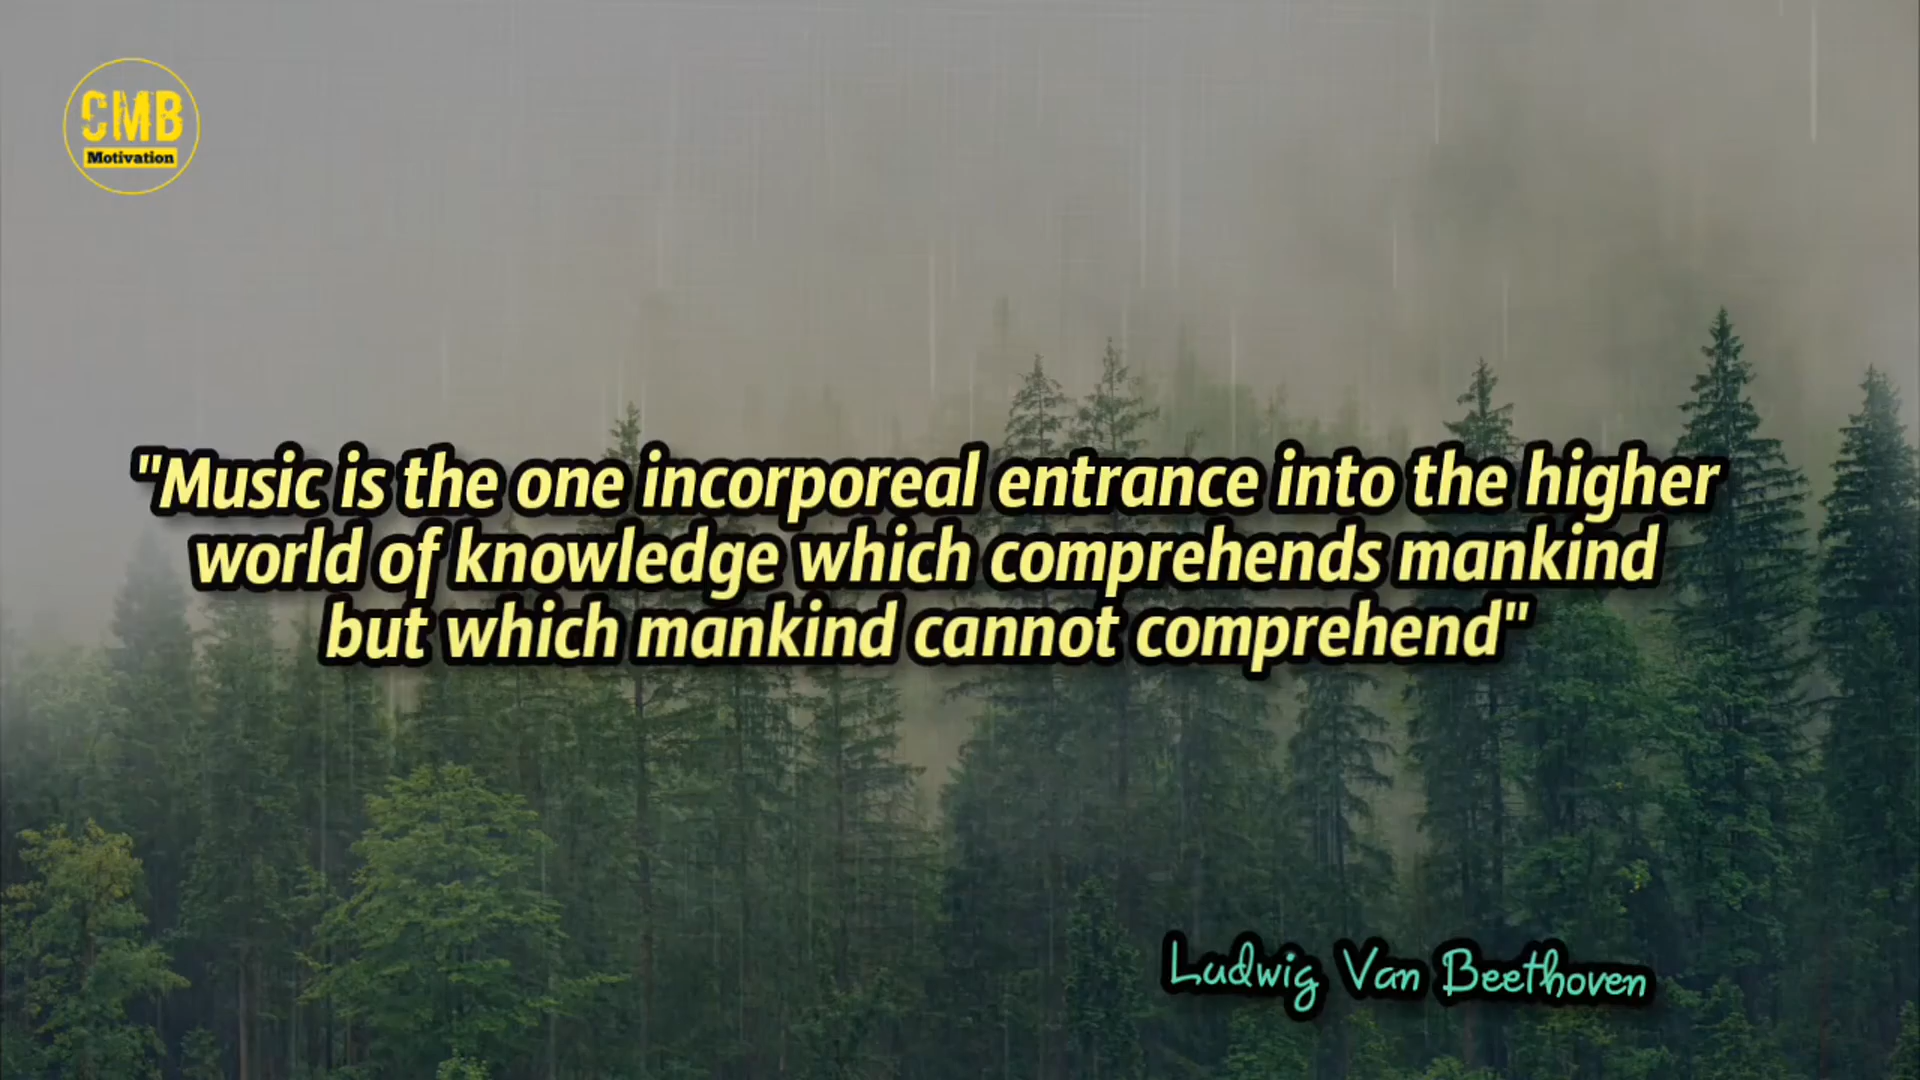 CMB
Motivation
"Music is the one incorporeal entrance into the higher
world of knowledge which comprehends mankind
but which mankind cannot comprehend"
Ludwig Van Beethoven